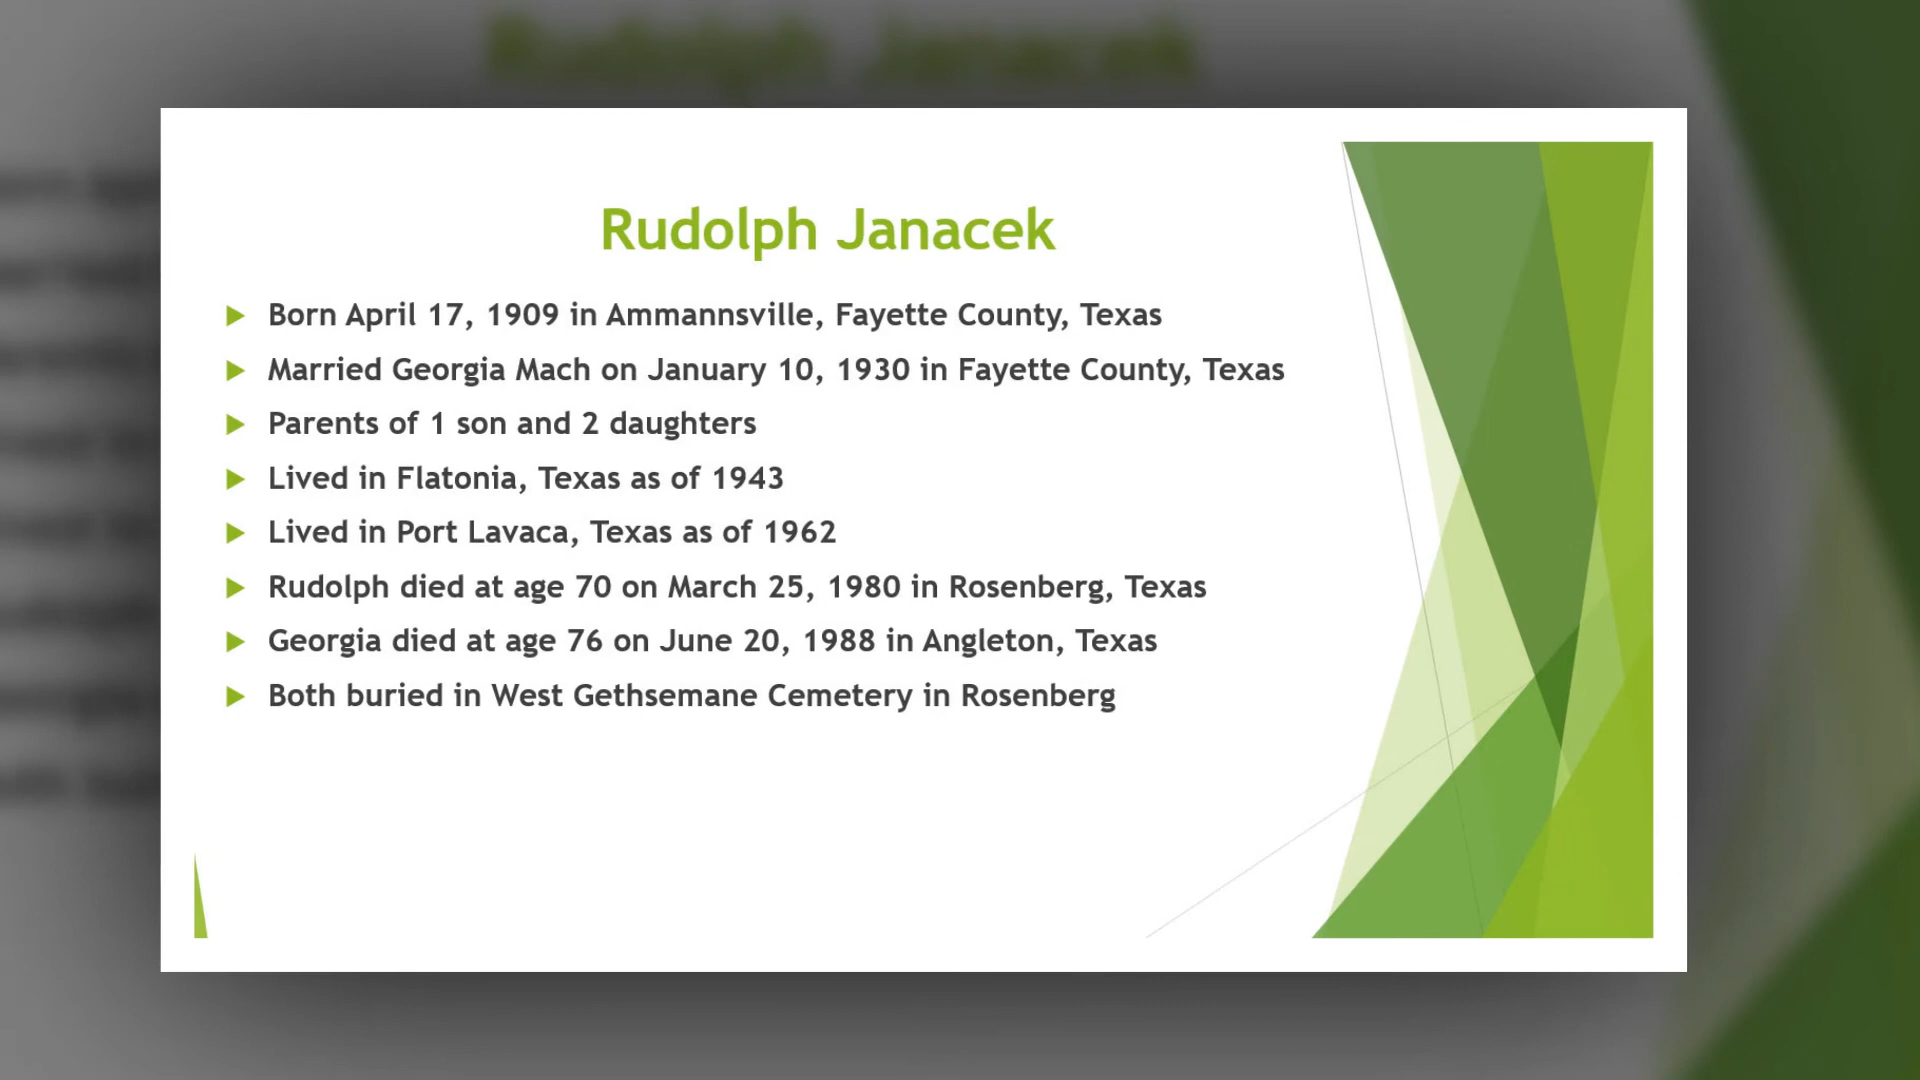 Rudolph Janacek
Born April 17, 1909 in Ammannsville, Fayette County, Texas
Married Georgia Mach on January 10, 1930 in Fayette County, Texas
Parents of 1 son and 2 daughters
Lived in Flatonia, Texas as of 1943
Lived in Port Lavaca, Texas as of 1962
Rudolph died at age 70 on March 25, 1980 in Rosenberg, Texas
Georgia died at age 76 on June 20, 1988 in Angleton, Texas
Both buried in West Gethsemane Cemetery in Rosenberg